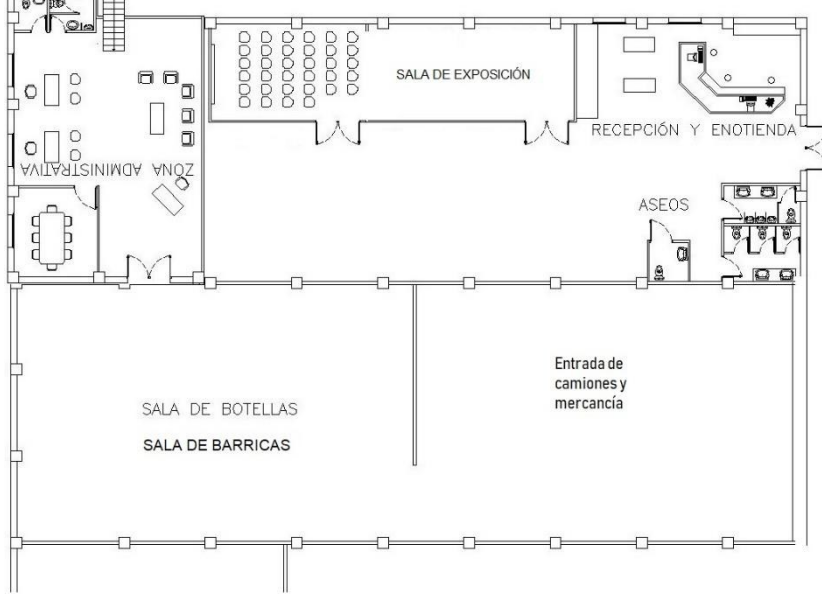 SALA DE EXPOSICIÓN
RECEPCIÓN Y ENOTIENDA
ZONA ADMINISTRATIVA
ASEOS
Entrada de
camiones y
mercancía
SALA DE BOTELLAS
SALA DE BARRICAS